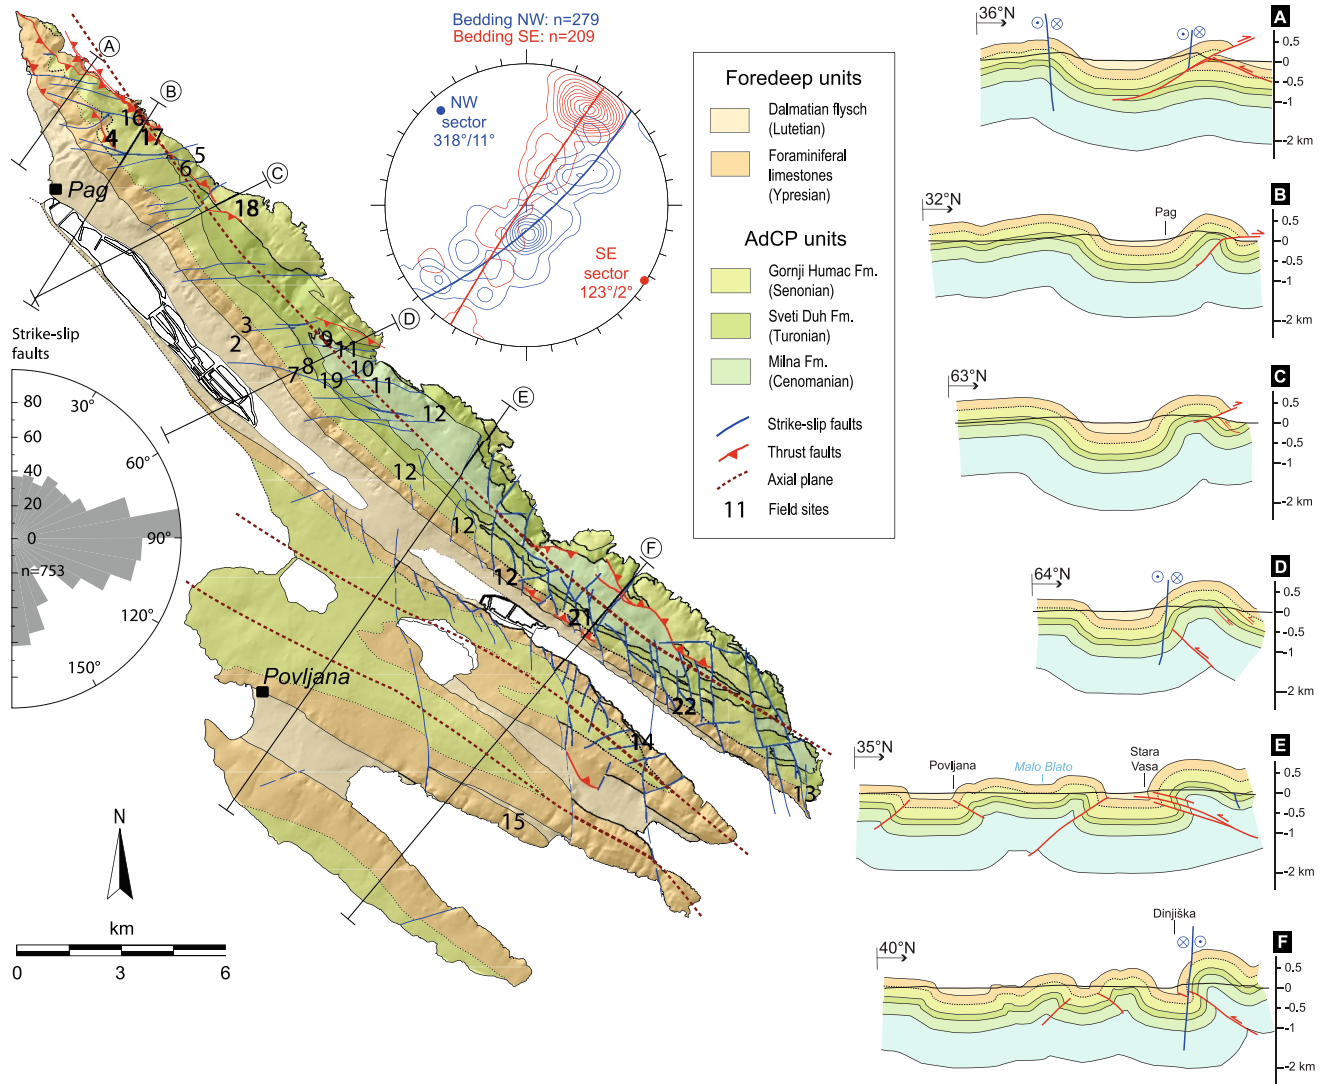 Bedding NW: n=279
Bedding SE: n=209
NW
sector
318°/11°
SE
sector
123°/2°
A
B
C
D
E
F
16
4
17
5
6
18
Pag
3
2
9
11
8
7
19
10
11
12
12
12
12
21
22
14
13
15
Povljana
Strike-slip
faults
80
60
40
20
0
n=753
30°
60°
90°
120°
150°
N
km
0 3 6
Foredeep units
Dalmatian flysch
(Lutetian)
Foraminiferal
limestones
(Ypresian)
AdCP units
Gornji Humac Fm.
(Senonian)
Sveti Duh Fm.
(Turonian)
Milna Fm.
(Cenomanian)
Strike-slip faults
Thrust faults
Axial plane
11 Field sites
36°N
A
0.5
0
-0.5
-1
-2 km
32°N
B
Pag
0.5
0
-0.5
-1
-2 km
63°N
C
0.5
0
-0.5
-1
-2 km
64°N
D
0.5
0
-0.5
-1
-2 km
35°N
E
Povljana
Malo Blato
Stara
Vasa
0.5
0
-0.5
-1
-2 km
Dinjiška
40°N
F
0.5
0
-0.5
-1
-2 km